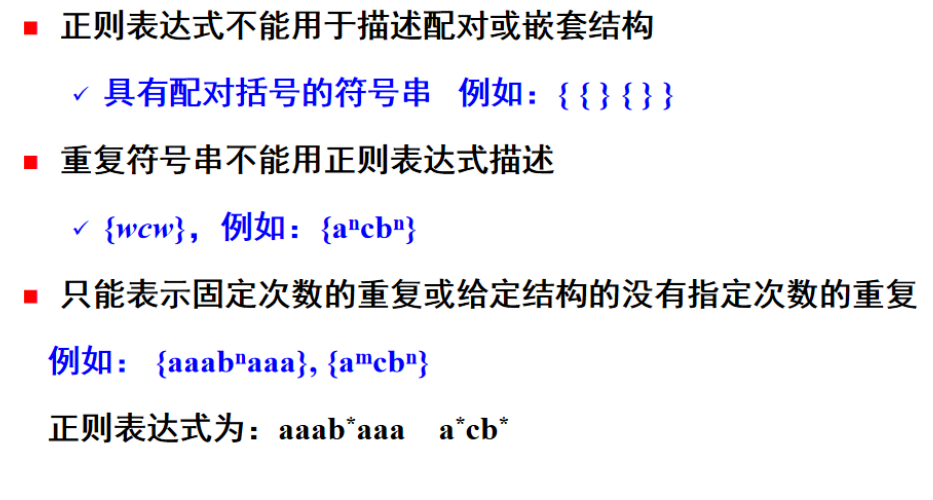 正则表达式不能用于描述配对或嵌套结构
✓ 具有配对括号的符号串 例如：{ { } { } }
重复符号串不能用正则表达式描述
✓ {wcw}，例如：{aⁿcbⁿ}
只能表示固定次数的重复或给定结构的没有指定次数的重复
例如： {aaabⁿaaa}, {aᵐcbⁿ}
正则表达式为：aaab*aaa a*cb*